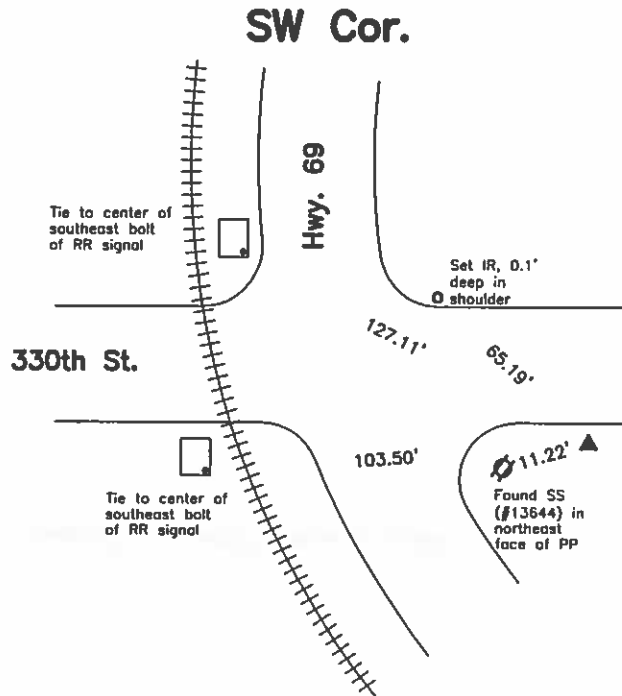 SW Cor.
Hwy. 69
Tie to center of
southeast bolt
of RR signal
Set IR, 0.1'
deep in
shoulder
127.11'
65.19'
330th St.
103.50'
11.22'
Tie to center of
southeast bolt
of RR signal
Found SS
(#13644) in
northeast
face of PP